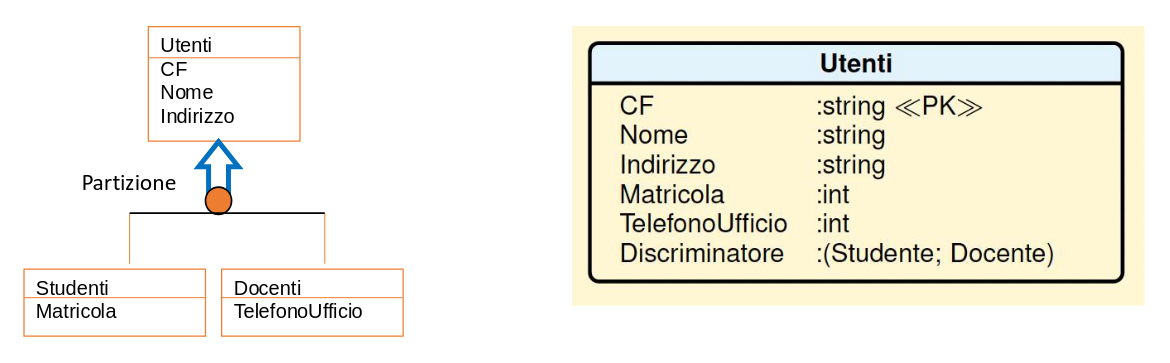 Utenti
CF
Nome
Indirizzo
Partizione
Studenti
Matricola
Docenti
TelefonoUfficio
Utenti
CF :string ≪PK≫
Nome :string
Indirizzo :string
Matricola :int
TelefonoUfficio :int
Discriminatore :(Studente; Docente)